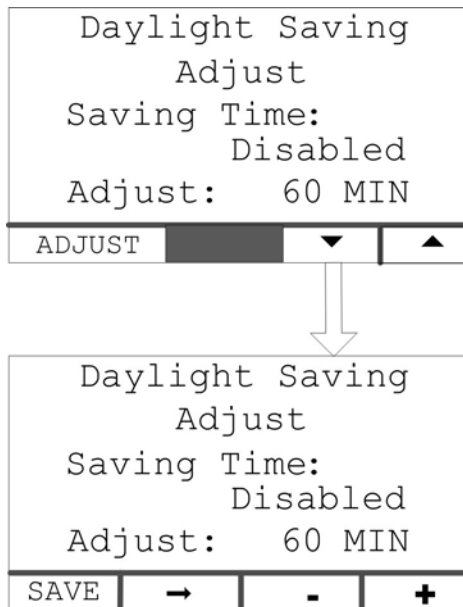 Daylight Saving
Adjust
Saving Time:
Disabled
Adjust: 60 MIN
ADJUST ▼ ▲
Daylight Saving
Adjust
Saving Time:
Disabled
Adjust: 60 MIN
SAVE → - +